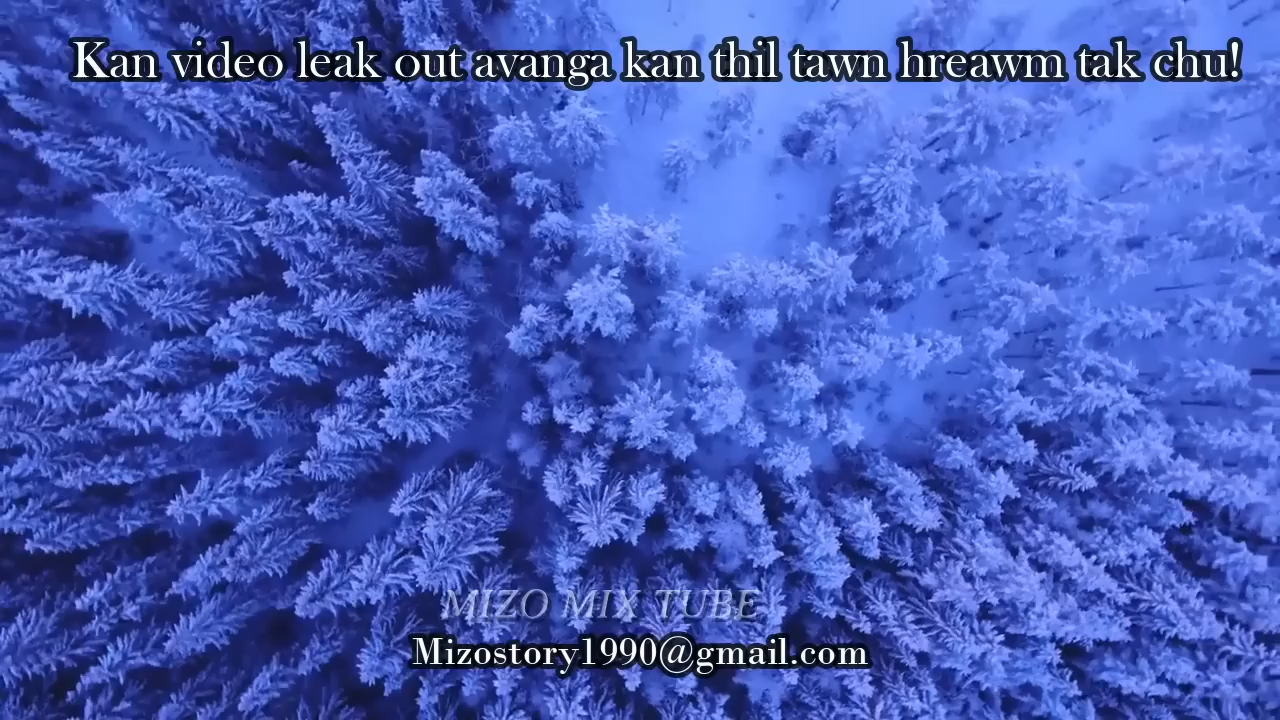 Kan video leak out avanga kan thil tawn hreawm tak chu!
MIZO MIX TUBE
Mizostory1990@gmail.com